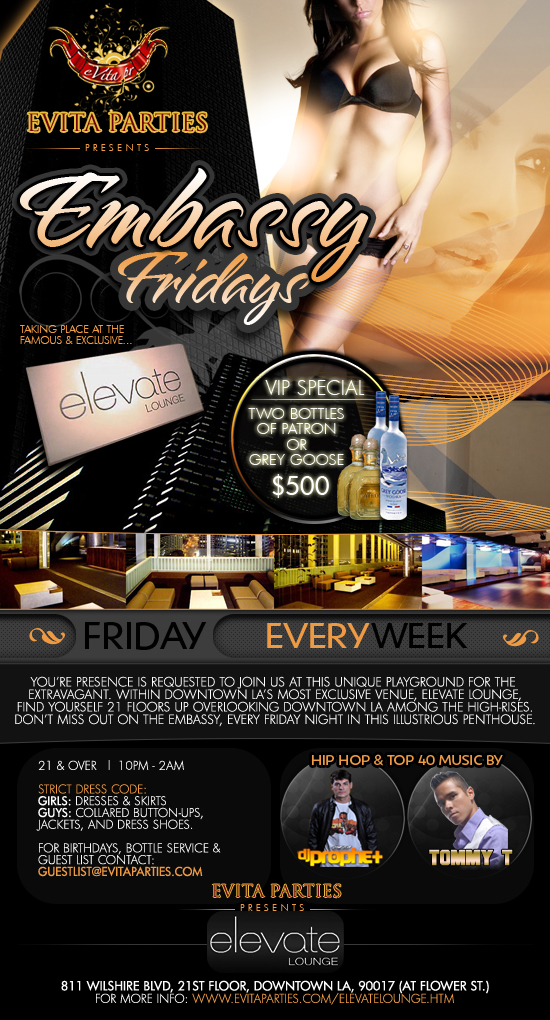 eVita pr
EVITA PARTIES
PRESENTS
Embassy
Fridays
TAKING PLACE AT THE
FAMOUS & EXCLUSIVE...
elevate
LOUNGE
VIP SPECIAL
TWO BOTTLES
OF PATRON
OR
GREY GOOSE
$500
GREY GOOSE
FRIDAY EVERYWEEK
YOU'RE PRESENCE IS REQUESTED TO JOIN US AT THIS UNIQUE PLAYGROUND FOR THE
EXTRAVAGANT. WITHIN DOWNTOWN LA'S MOST EXCLUSIVE VENUE, ELEVATE LOUNGE,
FIND YOURSELF 21 FLOORS UP OVERLOOKING DOWNTOWN LA AMONG THE HIGH-RISES.
DON'T MISS OUT ON THE EMBASSY, EVERY FRIDAY NIGHT IN THIS ILLUSTRIOUS PENTHOUSE.
21 & OVER | 10PM - 2AM
STRICT DRESS CODE:
GIRLS: DRESSES & SKIRTS
GUYS: COLLARED BUTTON-UPS,
JACKETS, AND DRESS SHOES.
FOR BIRTHDAYS, BOTTLE SERVICE &
GUEST LIST CONTACT:
GUESTLIST@EVITAPARTIES.COM
HIP HOP & TOP 40 MUSIC BY
dj prophet
TOMMY T
EVITA PARTIES
PRESENTS
elevate
LOUNGE
811 WILSHIRE BLVD, 21ST FLOOR, DOWNTOWN LA, 90017 (AT FLOWER ST.)
FOR MORE INFO: WWW.EVITAPARTIES.COM/ELEVATELOUNGE.HTM